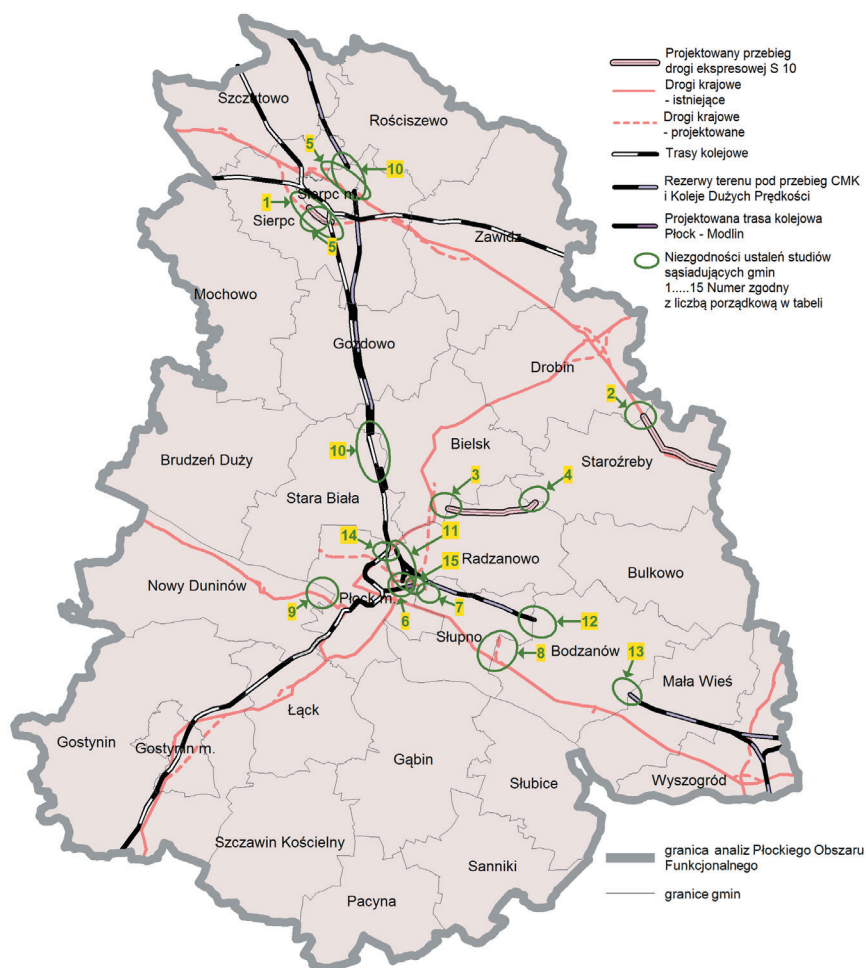 Projektowany przebieg
drogi ekspresowej S 10
Drogi krajowe
- istniejące
Drogi krajowe
- projektowane
Trasy kolejowe
Rezerwy terenu pod przebieg CMK
i Koleje Dużych Prędkości
Projektowana trasa kolejowa
Płock - Modlin
Niezgodności ustaleń studiów
sąsiadujących gmin
1.....15 Numer zgodny
z liczbą porządkową w tabeli
Szczutowo
Rościszewo
5
10
Sierpc m.
1
Sierpc
5
Zawidz
Mochowo
Gozdowo
Drobin
2
Bielsk
10
Brudzeń Duży
Staroźreby
3
4
Stara Biała
14
11
Radzanowo
15
Bulkowo
Nowy Duninów
9
Płock m.
6
7
12
Słupno
8
Bodzanów
13
Mała Wieś
Łąck
Gostynin
Gostynin m.
Gąbin
Słubice
Wyszogród
Szczawin Kościelny
Sanniki
Pacyna
granica analiz Płockiego Obszaru
Funkcjonalnego
granice gmin